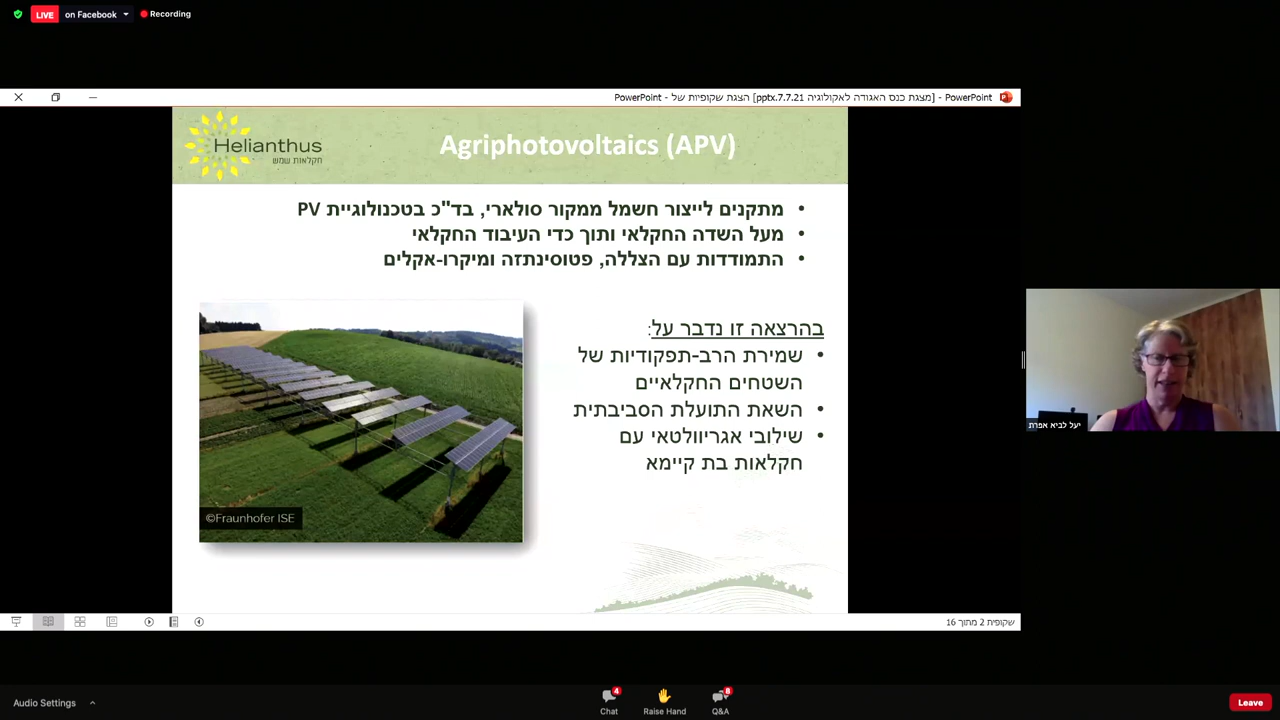 LIVE on Facebook Recording
PowerPoint - [מצגת כנס האגודה לאקולוגיה 7.7.21.pptx] הצגת שקופיות של - PowerPoint
Helianthus
חקלאות שמש
Agriphotovoltaics (APV)
• מתקנים לייצור חשמל ממקור סולארי, בד"כ בטכנולוגיית PV
• מעל השדה החקלאי ותוך כדי העיבוד החקלאי
• התמודדות עם הצללה, פטוסינתזה ומיקרו-אקלים
בהרצאה זו נדבר על:
• שמירת הרב-תפקודיות של
השטחים החקלאיים
• השאת התועלת הסביבתית
• שילובי אגריוולטאי עם
חקלאות בת קיימא
©Fraunhofer ISE
יעל לביא אפרת
שקופית 2 מתוך 16
Audio Settings
4
Chat
Raise Hand
8
Q&A
Leave